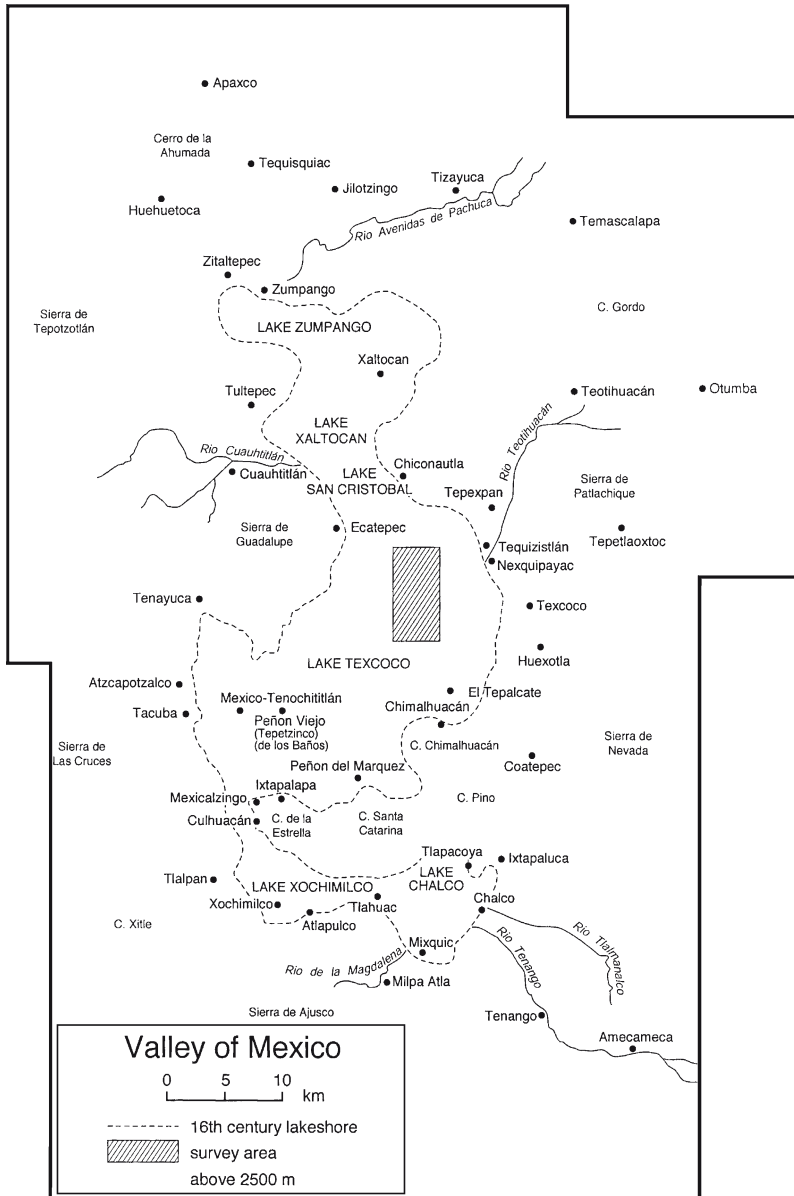 Apaxco
Cerro de la
Ahumada
Tequisquiac
Jilotzingo
Tizayuca
Huehuetoca
Rio Avenidas de Pachuca
Temascalapa
Zitaltepec
Zumpango
Sierra de
Tepotzotlán
C. Gordo
LAKE ZUMPANGO
Xaltocan
Tultepec
Teotihuacán
Otumba
LAKE
XALTOCAN
Rio Teotihuacán
Rio Cuauhtitlán
Cuauhtitlán
LAKE
SAN CRISTOBAL
Chiconautla
Tepexpan
Sierra de
Patlachique
Sierra de
Guadalupe
Ecatepec
Tequizistlán
Nexquipayac
Tepetlaoxtoc
Tenayuca
Texcoco
Huexotla
LAKE TEXCOCO
Atzcapotzalco
Tacuba
Mexico-Tenochititlán
Peñon Viejo
(Tepetzinco)
(de los Baños)
El Tepalcate
Chimalhuacán
C. Chimalhuacán
Sierra de
Las Cruces
Sierra de
Nevada
Coatepec
Peñon del Marquez
Ixtapalapa
Mexicalzingo
Culhuacán
C. de la
Estrella
C. Santa
Catarina
C. Pino
Tlapacoya
Ixtapaluca
LAKE
CHALCO
Tlalpan
LAKE XOCHIMILCO
Xochimilco
Tlahuac
Atlapulco
Chalco
C. Xitle
Mixquic
Rio de la Magdalena
Milpa Atla
Rio Tenango
Rio Tlalmanalco
Sierra de Ajusco
Tenango
Amecameca
Valley of Mexico
0 5 10
km
16th century lakeshore
survey area
above 2500 m